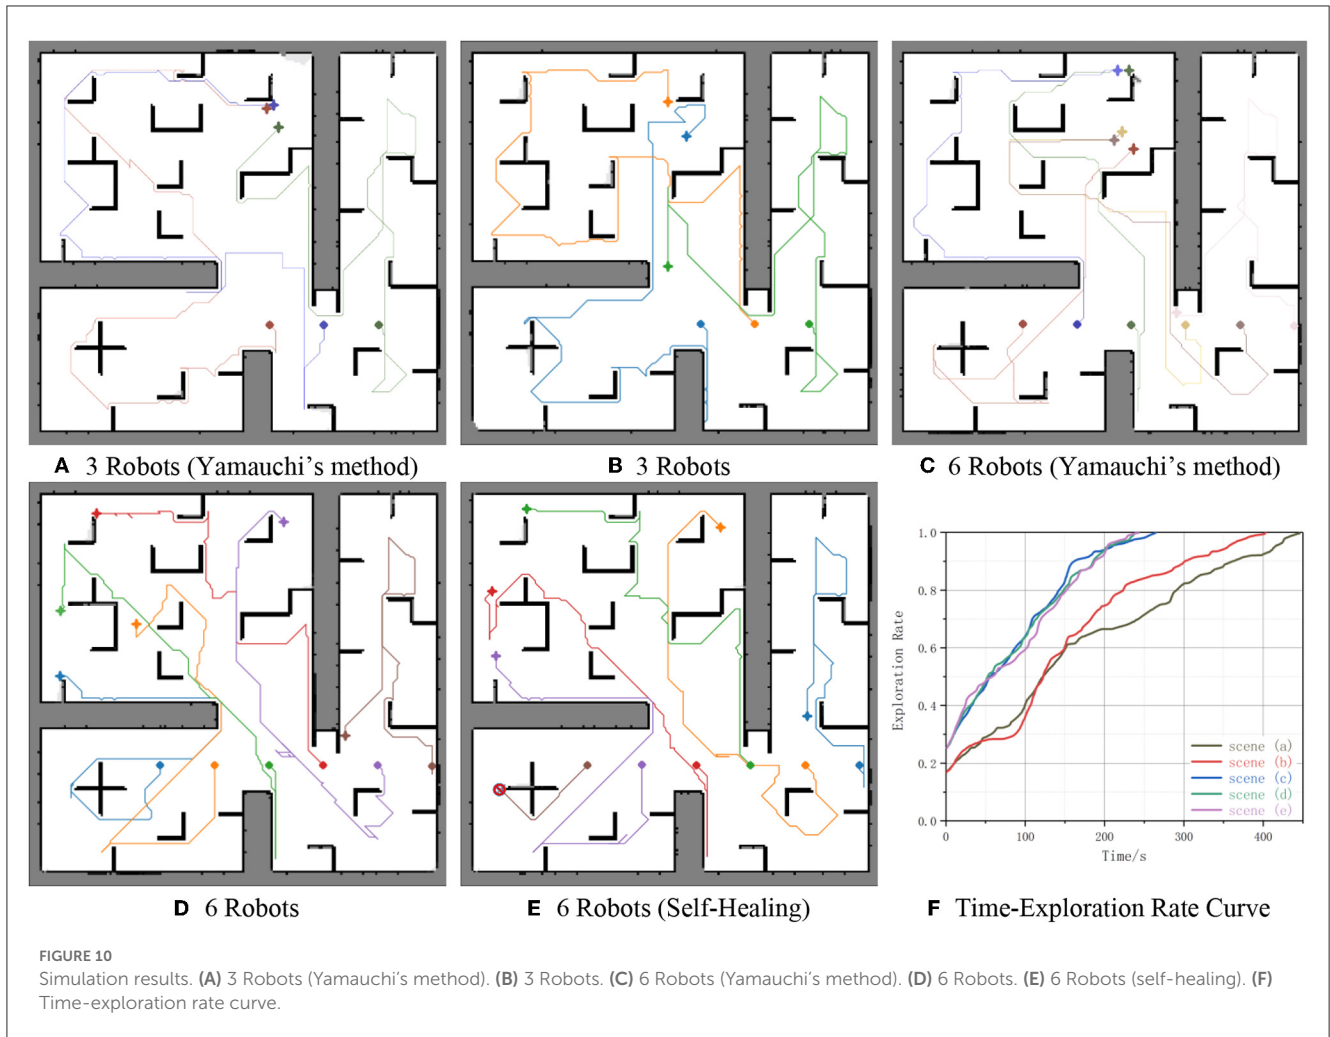 A 3 Robots (Yamauchi's method)
B 3 Robots
C 6 Robots (Yamauchi's method)
D 6 Robots
E 6 Robots (Self-Healing)
Exploration Rate
1.0
0.8
0.6
0.4
0.2
0.0
scene (a)
scene (b)
scene (c)
scene (d)
scene (e)
0 100 200 300 400
Time/s
F Time-Exploration Rate Curve
FIGURE 10
Simulation results. (A) 3 Robots (Yamauchi's method). (B) 3 Robots. (C) 6 Robots (Yamauchi's method). (D) 6 Robots. (E) 6 Robots (self-healing). (F)
Time-exploration rate curve.